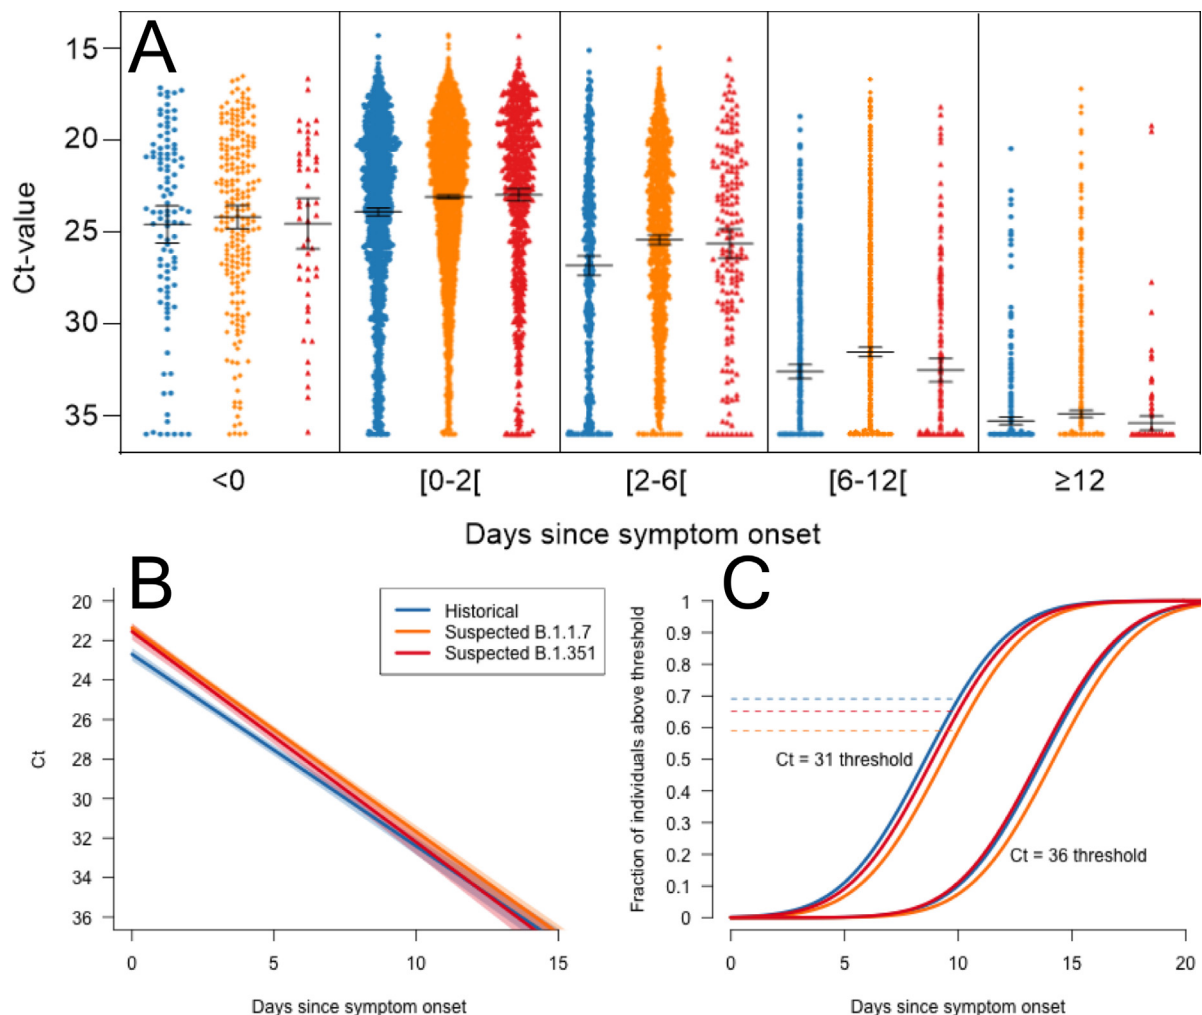 A
15
20
25
30
35
Ct-value
<0
[0-2[
[2-6[
[6-12[
≥12
Days since symptom onset
B
20
22
24
26
28
30
32
34
36
Ct
Historical
Suspected B.1.1.7
Suspected B.1.351
0
5
10
15
Days since symptom onset
C
1
0.9
0.8
0.7
0.6
0.5
0.4
0.3
0.2
0.1
0
Fraction of individuals above threshold
Ct = 31 threshold
Ct = 36 threshold
0
5
10
15
20
Days since symptom onset